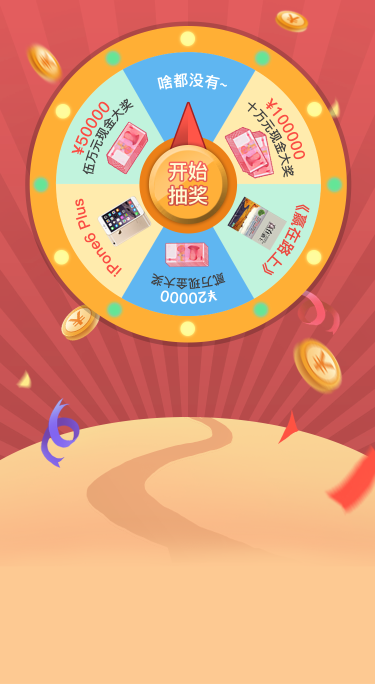 啥都没有~
¥100000
十万元现金大奖
《赢在路上》
¥20000
贰万元现金大奖
iPone6 Plus
¥50000
伍万元现金大奖
开始
抽奖